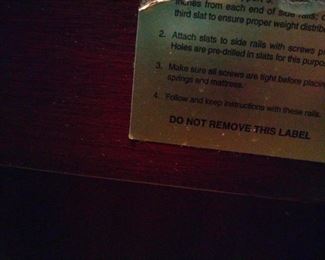 inches from each end of side rails,
third slat to ensure proper weight distrib
2. Attach slats to side rails with screws p
Holes are pre-drilled in slats for this purpo
3. Make sure all screws are tight before placin
springs and mattress.
4. Follow and keep instructions with these rails.
DO NOT REMOVE THIS LABEL